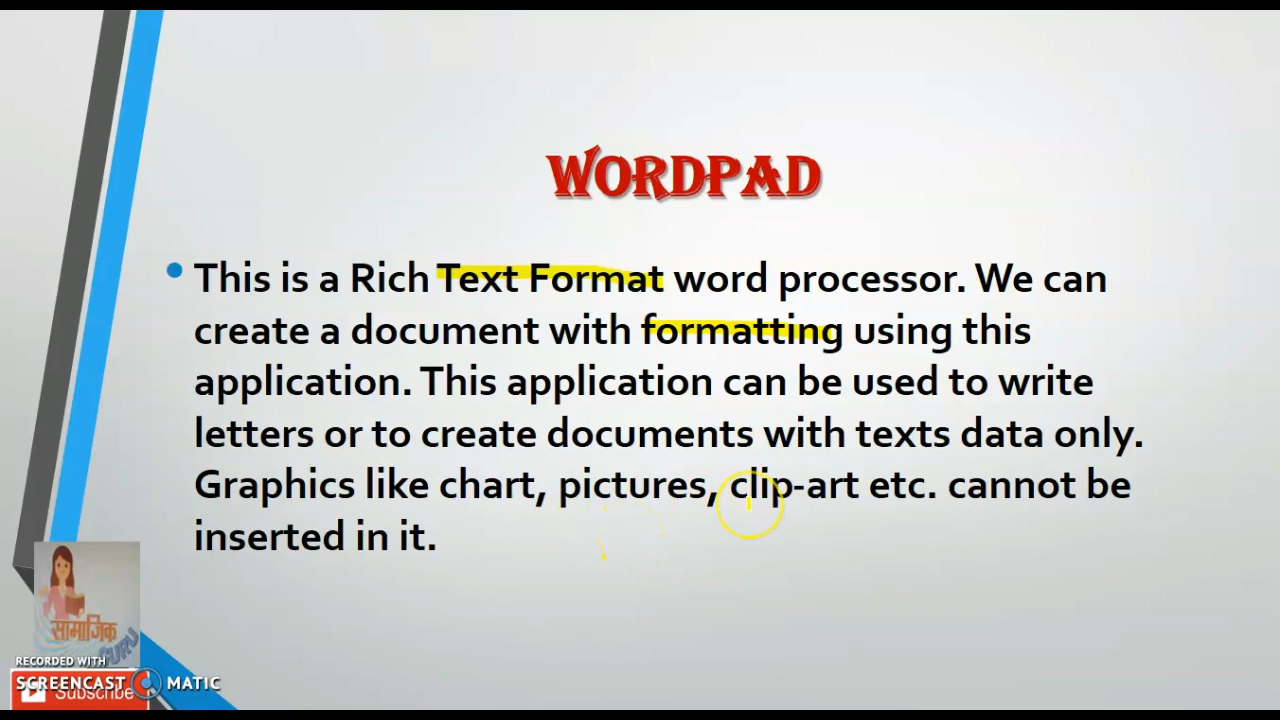 WORDPAD
• This is a Rich Text Format word processor. We can
create a document with formatting using this
application. This application can be used to write
letters or to create documents with texts data only.
Graphics like chart, pictures, clip-art etc. cannot be
inserted in it.
सामाजिक
GURU
RECORDED WITH
SCREENCAST MATIC
Subscribe